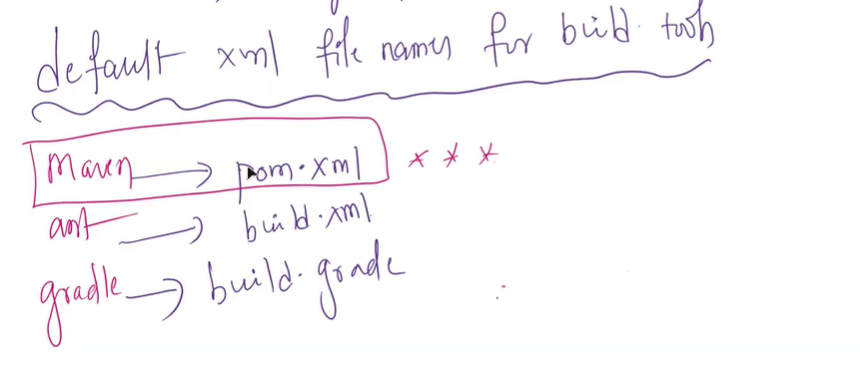 default xml file names for build tools
Maven → pom.xml * * *
ant → build.xml
gradle → build.grade